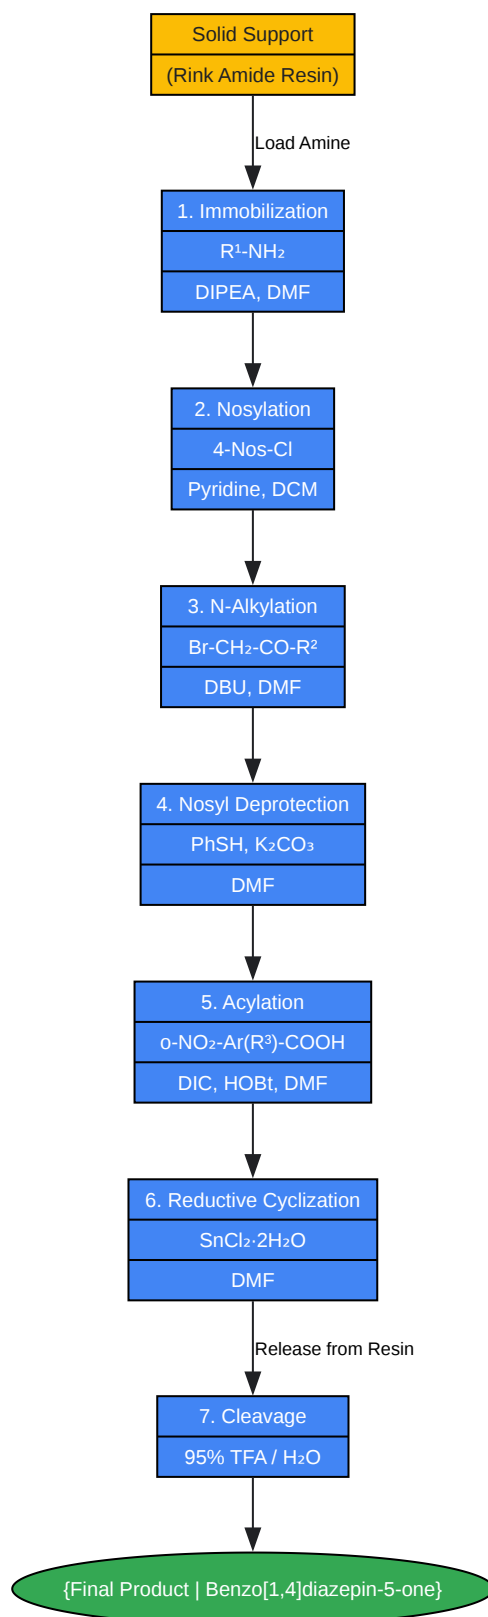 Solid Support
(Rink Amide Resin)
Load Amine
1. Immobilization
R¹-NH₂
DIPEA, DMF
2. Nosylation
4-Nos-Cl
Pyridine, DCM
3. N-Alkylation
Br-CH₂-CO-R²
DBU, DMF
4. Nosyl Deprotection
PhSH, K₂CO₃
DMF
5. Acylation
o-NO₂-Ar(R³)-COOH
DIC, HOBt, DMF
6. Reductive Cyclization
SnCl₂·2H₂O
DMF
Release from Resin
7. Cleavage
95% TFA / H₂O
{Final Product | Benzo[1,4]diazepin-5-one}